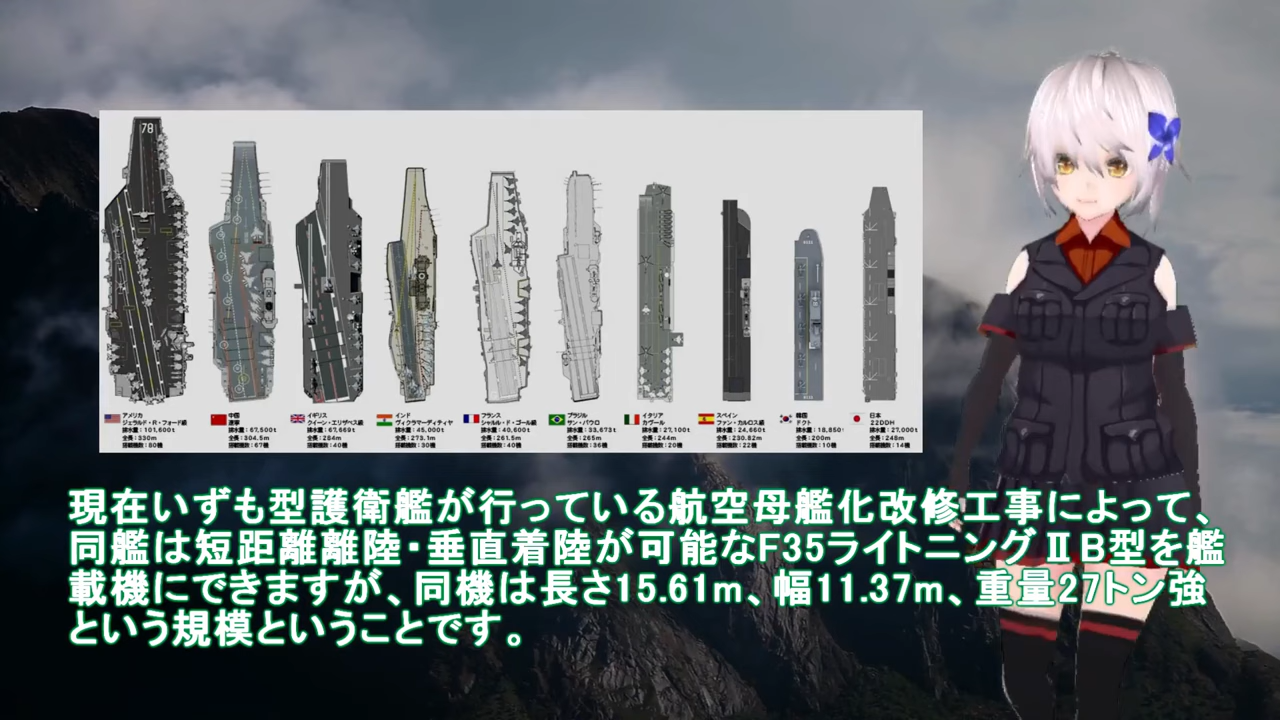 78
アメリカ
ジェラルド・R・フォード級
排水量：101,600t
全長：330m
搭載機数：80機
中国
遼寧
排水量：67,500t
全長：304.5m
搭載機数：67機
イギリス
クイーン・エリザベス級
排水量：67,669t
全長：284m
搭載機数：40機
インド
ヴィクラマーディティヤ
排水量：45,000t
全長：273.1m
搭載機数：30機
フランス
シャルル・ド・ゴール級
排水量：40,600t
全長：261.5m
搭載機数：40機
ブラジル
サン・パウロ
排水量：33,673t
全長：265m
搭載機数：36機
イタリア
カヴール
排水量：27,100t
全長：244m
搭載機数：20機
スペイン
ファン・カルロス級
排水量：24,660t
全長：230.82m
搭載機数：22機
韓国
ドクト
排水量：18,850t
全長：200m
搭載機数：10機
日本
22DDH
排水量：27,000t
全長：248m
搭載機数：14機
現在いずも型護衛艦が行っている航空母艦化改修工事によって、
同艦は短距離離陸・垂直着陸が可能なF35ライトニングⅡB型を艦
載機にできますが、同機は長さ15.61m、幅11.37m、重量27トン強
という規模ということです。